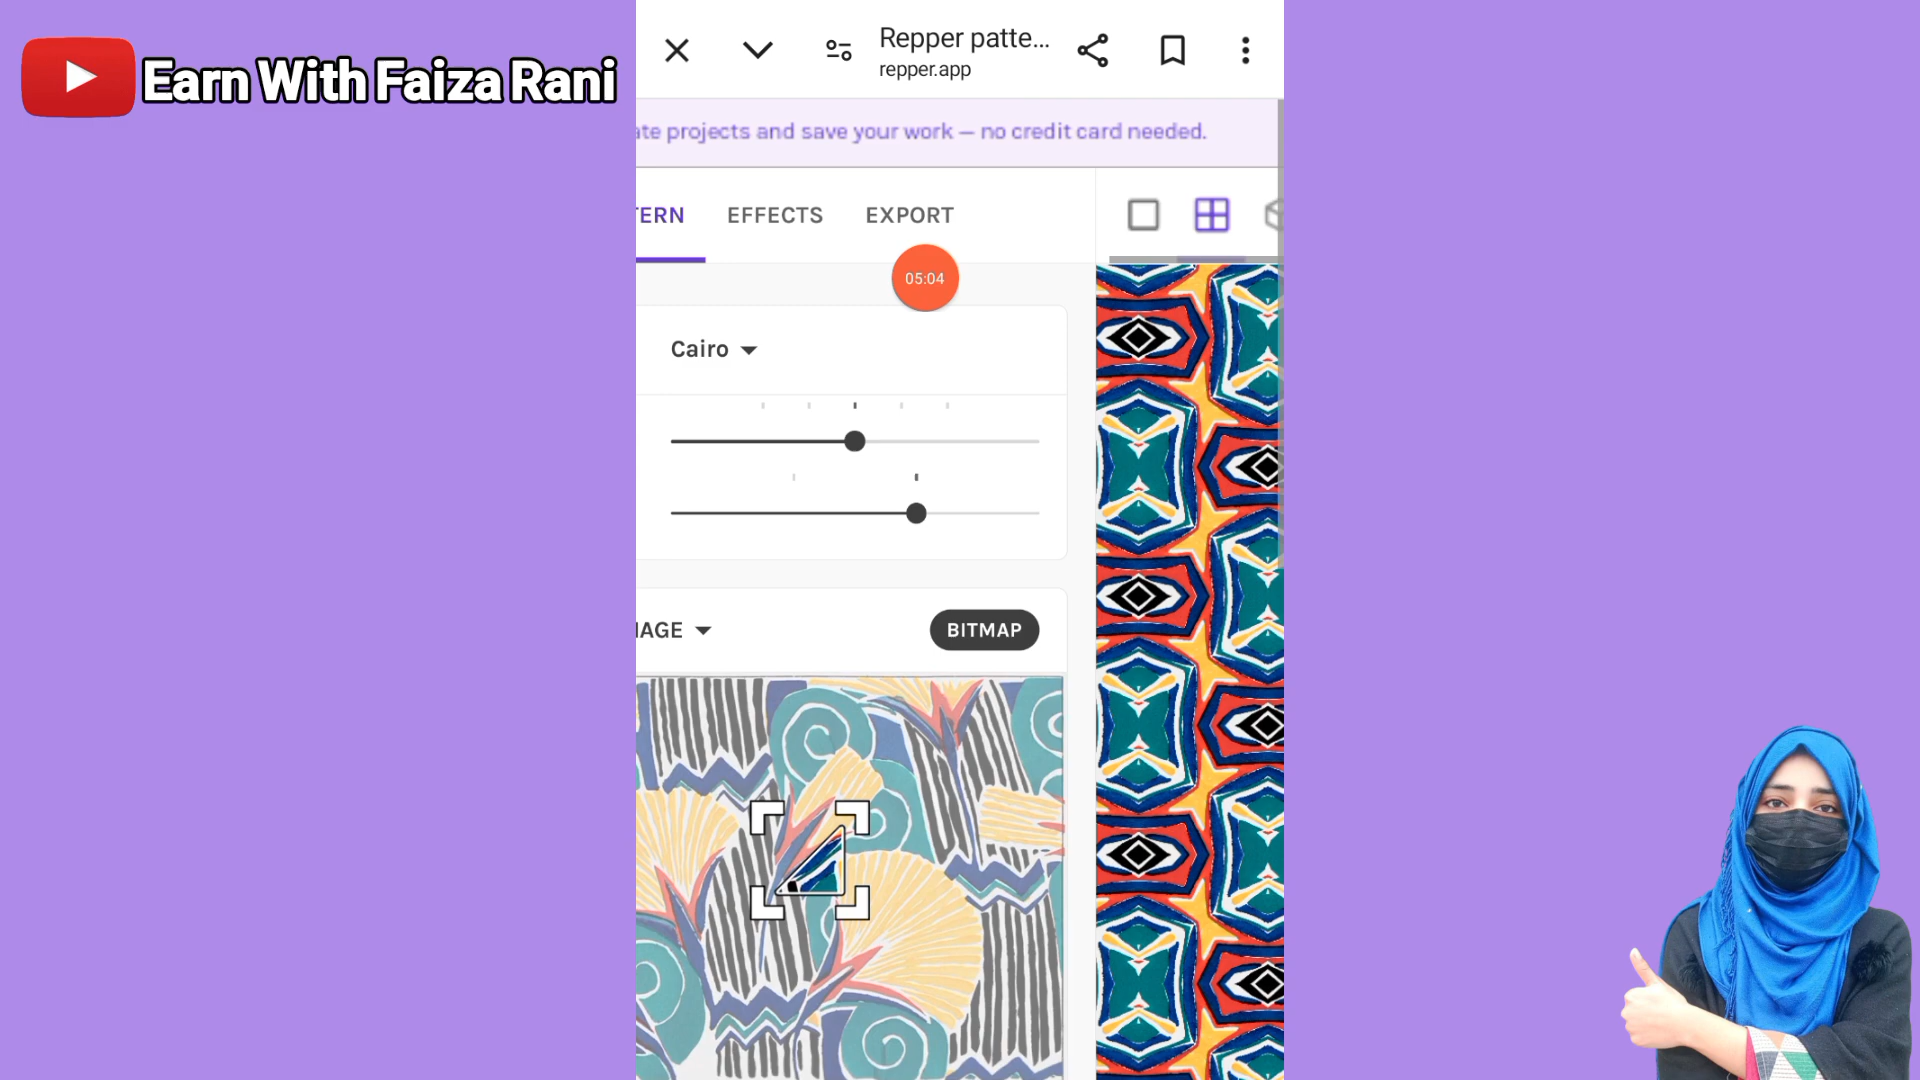 Earn With Faiza Rani
Repper patte...
repper.app
ate projects and save your work — no credit card needed.
TERN EFFECTS EXPORT
05:04
Cairo
MAGE BITMAP